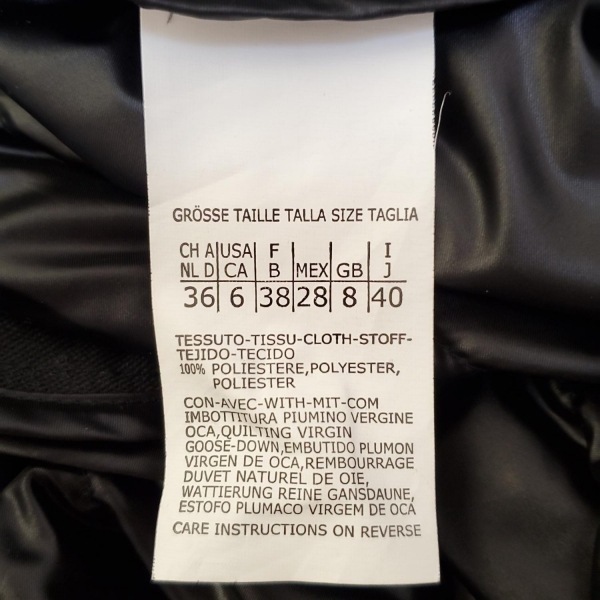 GRÖSSE TAILLE TALLA SIZE TAGLIA
CH A USA F I
NL D CA B MEX GB J
36 6 38 28 8 40
TESSUTO-TISSU-CLOTH-STOFF-
TEJIDO-TECIDO
100% POLIESTERE,POLYESTER,
POLIESTER
CON-AVEC-WITH-MIT-COM
IMBOTTITURA PIUMINO VERGINE
OCA,QUILTING VIRGIN
GOOSE-DOWN,EMBUTIDO PLUMON
VIRGEN DE OCA,REMBOURRAGE
DUVET NATUREL DE OIE,
WATTIERUNG REINE GANSDAUNE,
ESTOFO PLUMACO VIRGEM DE OCA
CARE INSTRUCTIONS ON REVERSE